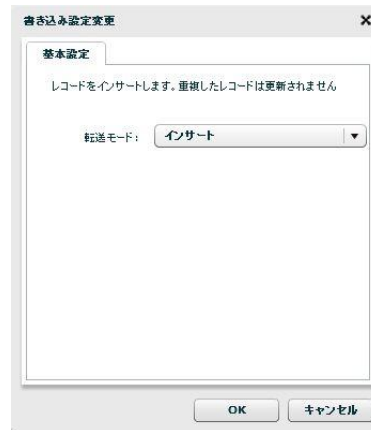 書き込み設定変更
基本設定
レコードをインサートします。重複したレコードは更新されません
転送モード： インサート
OK キャンセル